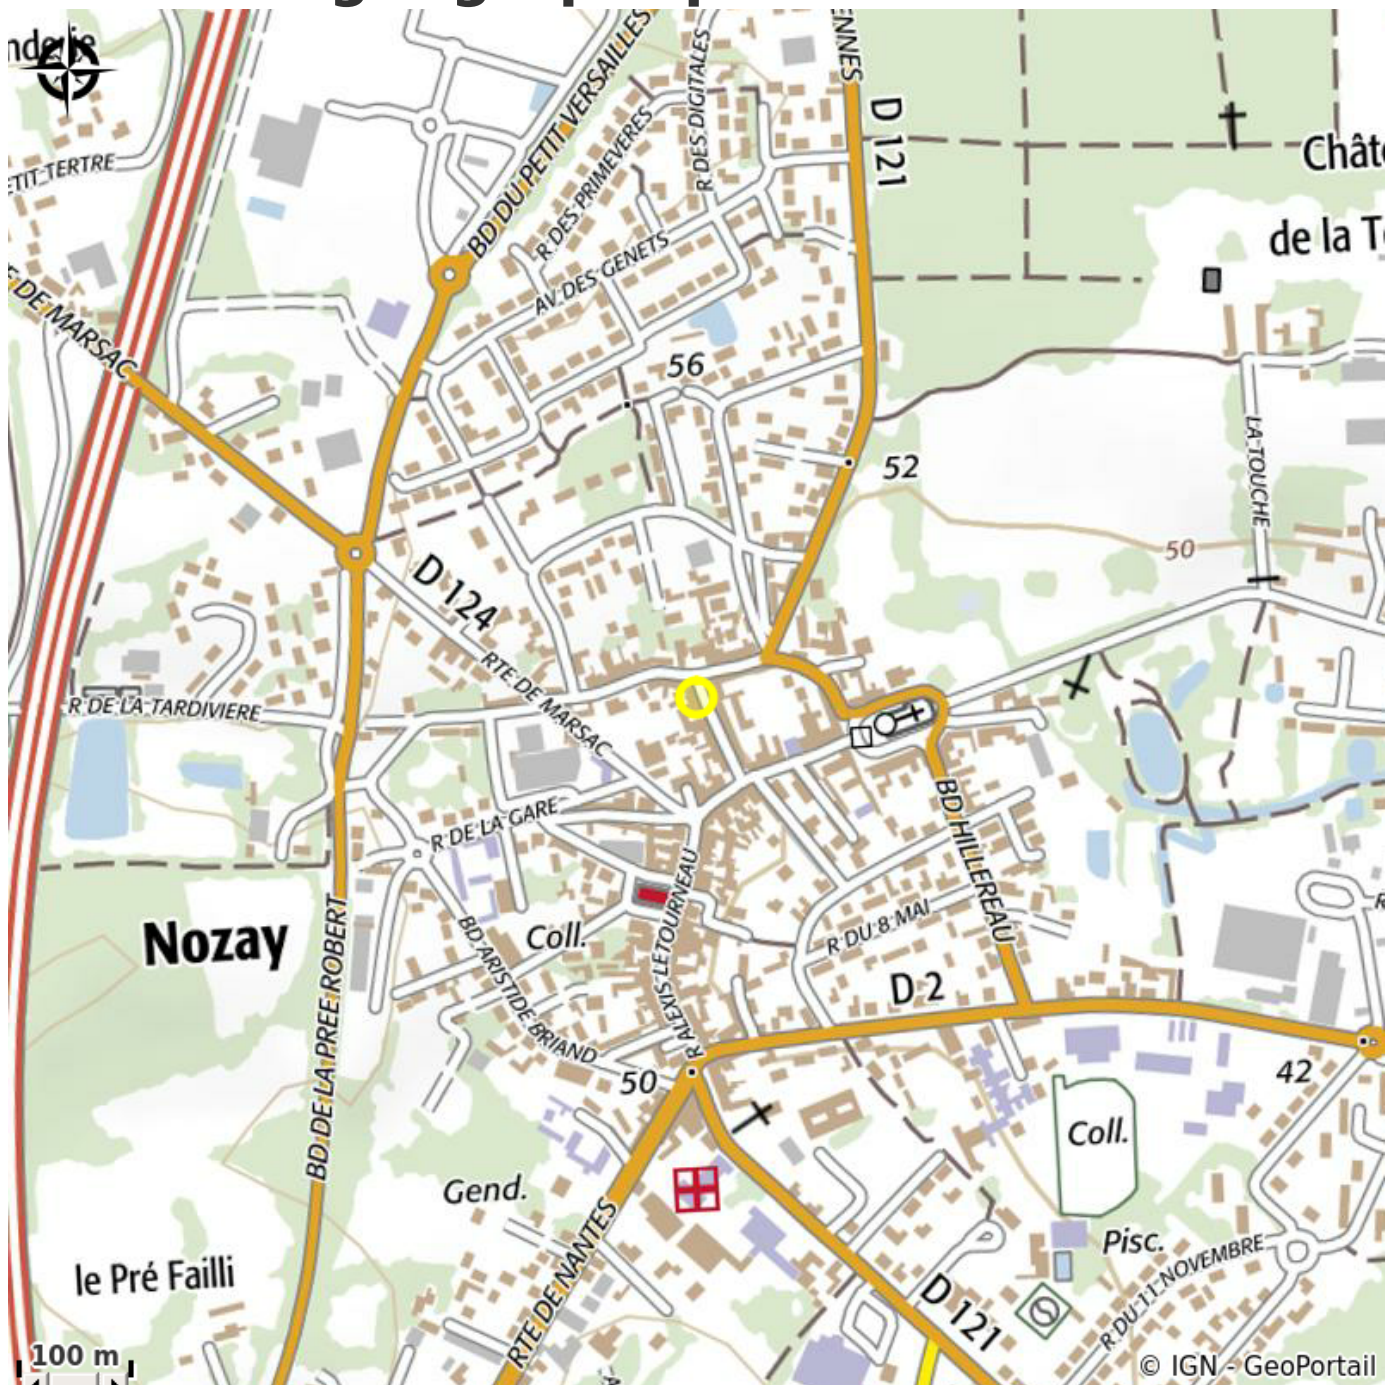 BD DU PETIT VERSAILLES
R DES DIGITALES
D 121
R DES PRIMEVERES
Chât
ETIT TERTRE
de la T
AV DES GENETS
E DE MARSAC
56
52
LA TOUCHE
50
D 124
RTE DE MARSAC
R DE LA TARDIVIERE
R DE LA GARE
BD HILLEREAU
R ALEXIS LETOURNEAU
Nozay
Coll.
R DU 8 MAI
BD ARISTIDE BRIAND
D 2
BD DE LA PREE ROBERT
50
42
Coll.
Gend.
Pisc.
le Pré Failli
RTE DE NANTES
R DU 11 NOVEMBRE
D 121
100 m
© IGN - GeoPortail